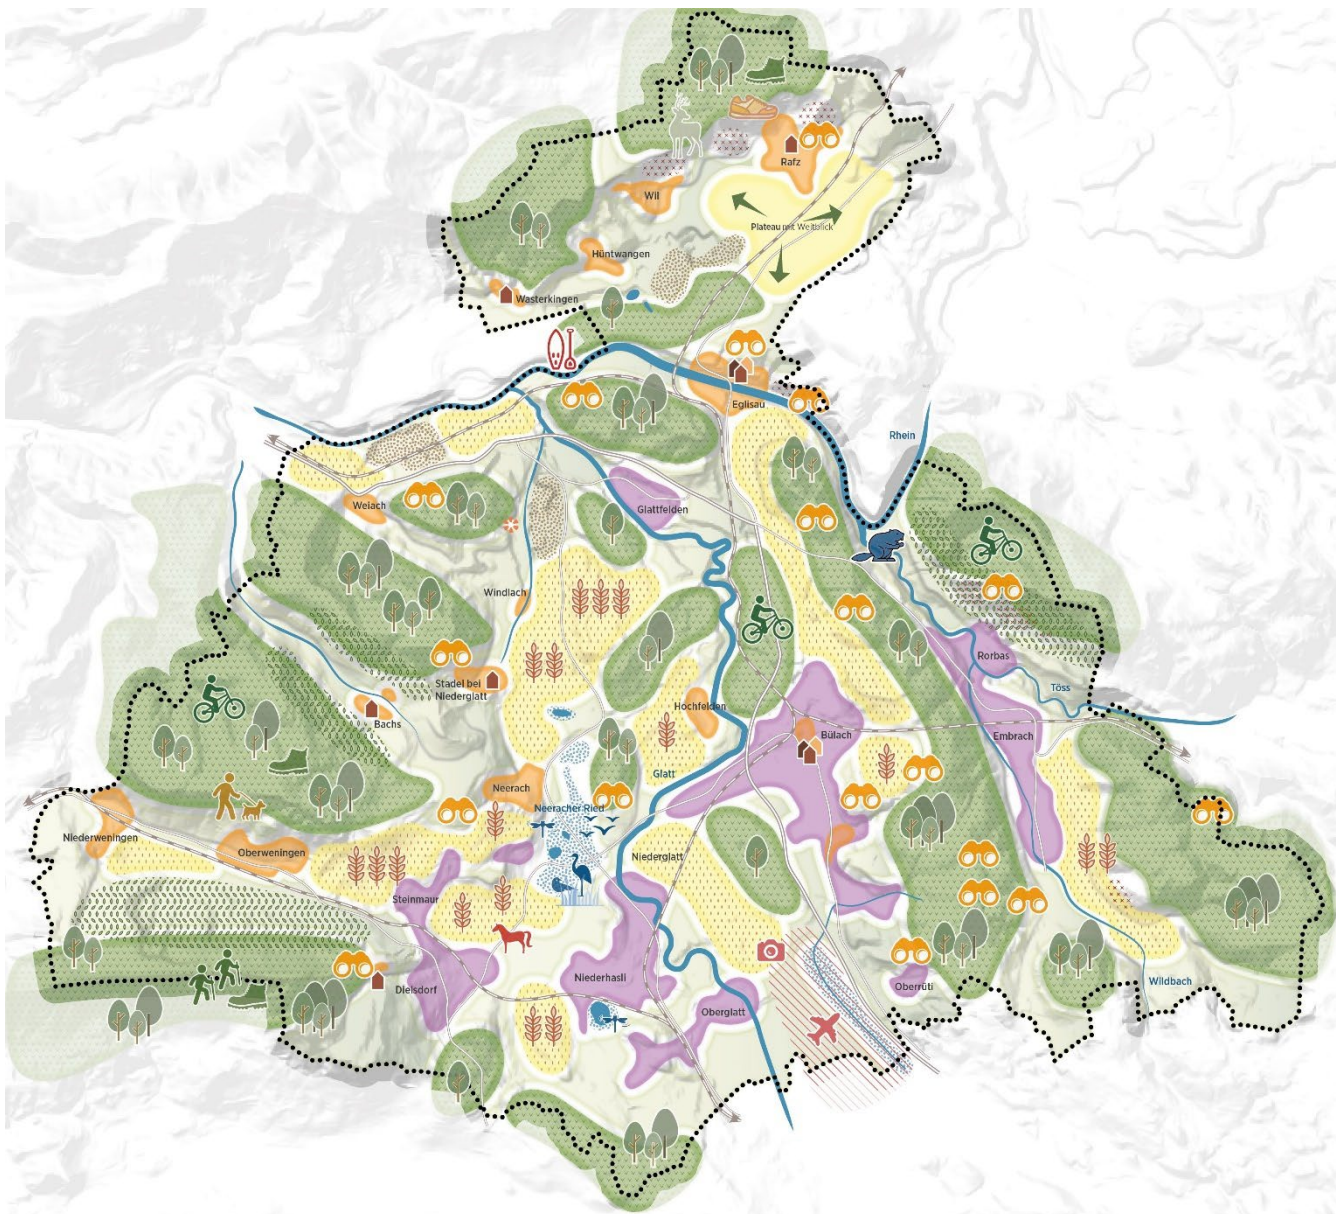 Rafz
Wil
Plateau mit Weitblick
Hüntwangen
Wasterkingen
Eglisau
Rhein
Weiach
Glattfelden
Windlach
Rorbas
Stadel bei
Niederglatt
Töss
Hochfelden
Bachs
Bülach
Embrach
Glatt
Neerach
Neeracher Ried
Niederweningen
Oberweningen
Niederglatt
Steinmaur
Dielsdorf
Niederhasli
Oberrüti
Wildbach
Oberglatt